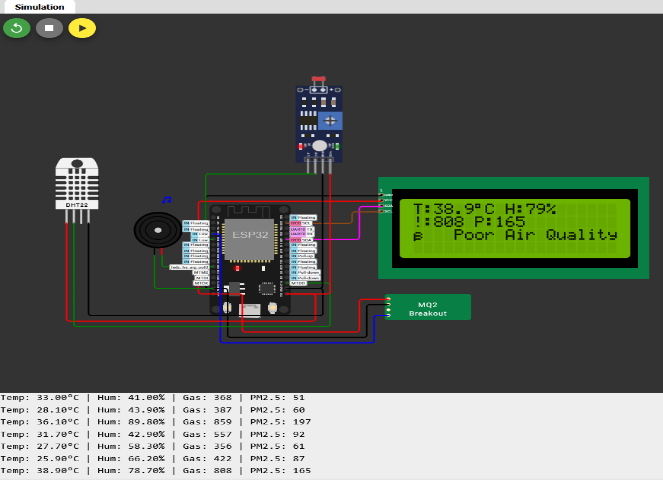 Simulation
DHT22
ESP32
T:38.9°C H:79%
:808 P:165
Poor Air Quality
MQ2
Breakout
Temp: 33.00°C | Hum: 41.00% | Gas: 368 | PM2.5: 51
Temp: 28.10°C | Hum: 43.90% | Gas: 387 | PM2.5: 60
Temp: 36.10°C | Hum: 89.80% | Gas: 859 | PM2.5: 197
Temp: 31.70°C | Hum: 42.90% | Gas: 557 | PM2.5: 92
Temp: 27.70°C | Hum: 58.30% | Gas: 356 | PM2.5: 61
Temp: 25.90°C | Hum: 66.20% | Gas: 422 | PM2.5: 87
Temp: 38.90°C | Hum: 78.70% | Gas: 808 | PM2.5: 165